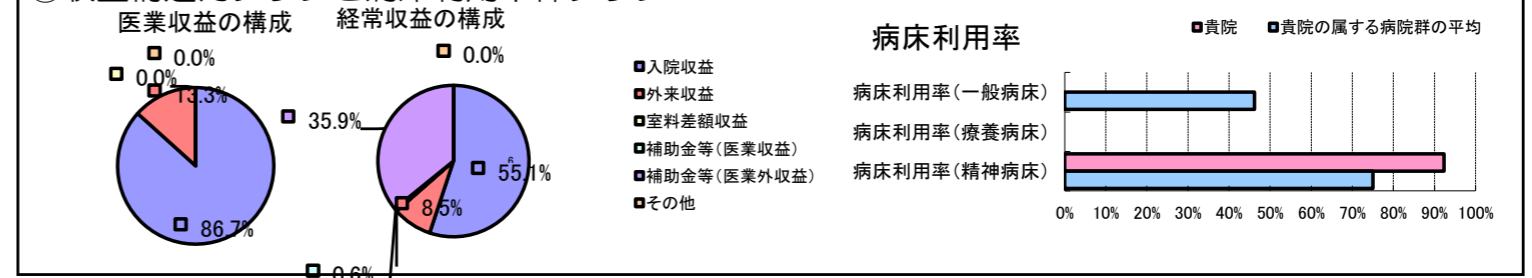 医業収益の構成
0.0%
0.0%
13.3%
86.7%
経常収益の構成
0.0%
35.9%
55.1%
8.5%
0.6%
入院収益
外来収益
室料差額収益
補助金等(医業収益)
補助金等(医業外収益)
その他
病床利用率
貴院
貴院の属する病院群の平均
病床利用率(一般病床)
病床利用率(療養病床)
病床利用率(精神病床)
0% 10% 20% 30% 40% 50% 60% 70% 80% 90% 100%